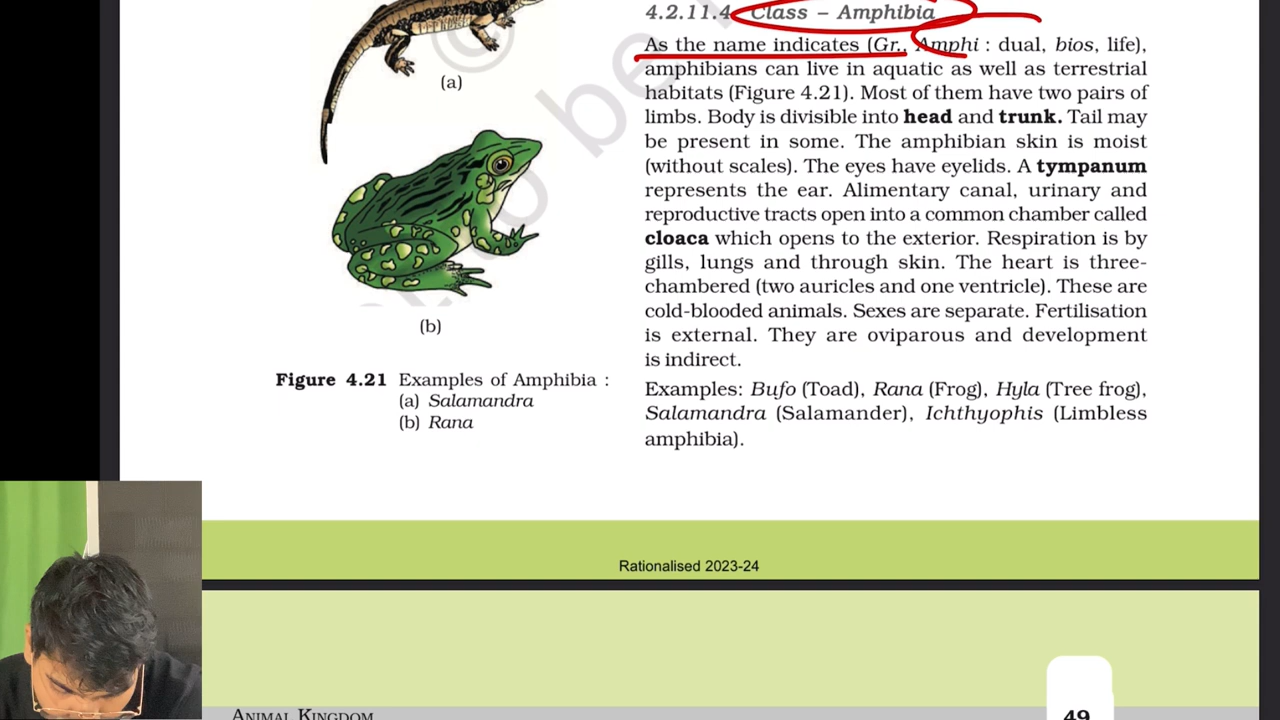 (a)
(b)
Figure 4.21 Examples of Amphibia :
(a) Salamandra
(b) Rana
4.2.11.4 Class – Amphibia
As the name indicates (Gr., Amphi : dual, bios, life),
amphibians can live in aquatic as well as terrestrial
habitats (Figure 4.21). Most of them have two pairs of
limbs. Body is divisible into head and trunk. Tail may
be present in some. The amphibian skin is moist
(without scales). The eyes have eyelids. A tympanum
represents the ear. Alimentary canal, urinary and
reproductive tracts open into a common chamber called
cloaca which opens to the exterior. Respiration is by
gills, lungs and through skin. The heart is three-
chambered (two auricles and one ventricle). These are
cold-blooded animals. Sexes are separate. Fertilisation
is external. They are oviparous and development
is indirect.
Examples: Bufo (Toad), Rana (Frog), Hyla (Tree frog),
Salamandra (Salamander), Ichthyophis (Limbless
amphibia).
Rationalised 2023-24
ANIMAL KINGDOM
49